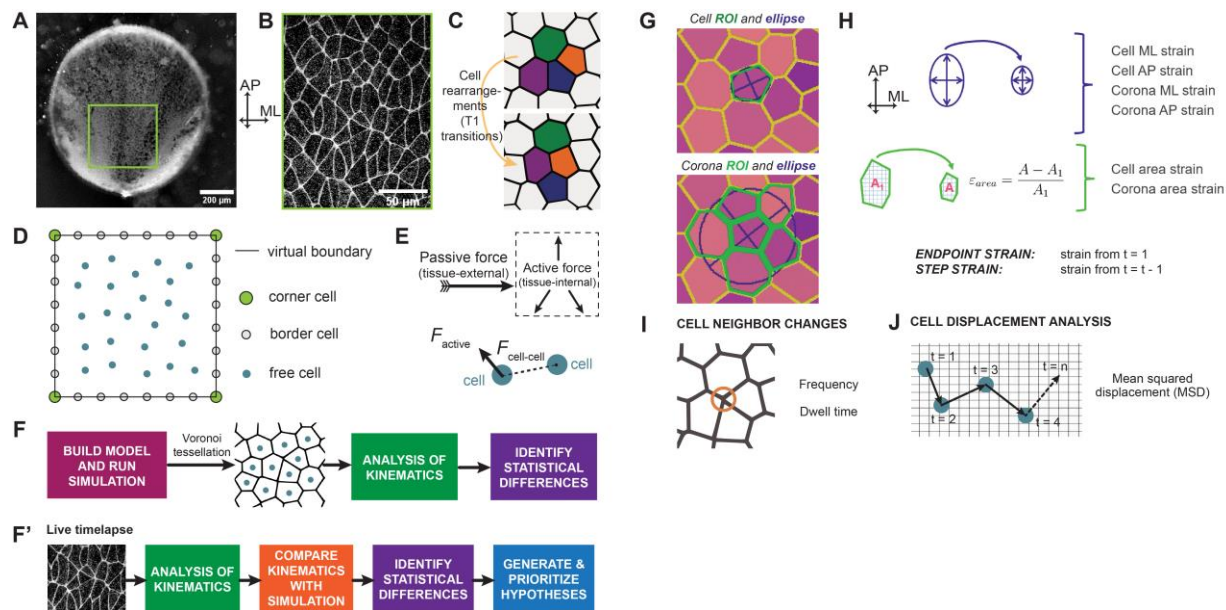 A
AP
ML
200 µm
B
50 µm
C
Cell
rearrange-
ments
(T1
transitions)
D
virtual boundary
corner cell
border cell
free cell
E
Passive force
(tissue-external)
Active force
(tissue-internal)
F active
F cell-cell
cell
cell
F
BUILD MODEL
AND RUN
SIMULATION
Voronoi
tessellation
ANALYSIS OF
KINEMATICS
IDENTIFY
STATISTICAL
DIFFERENCES
F'
Live timelapse
ANALYSIS OF
KINEMATICS
COMPARE
KINEMATICS
WITH
SIMULATION
IDENTIFY
STATISTICAL
DIFFERENCES
GENERATE &
PRIORITIZE
HYPOTHESES
G
Cell ROI and ellipse
Corona ROI and ellipse
H
AP
ML
Cell ML strain
Cell AP strain
Corona ML strain
Corona AP strain
A₁
A
ε_area = (A − A₁) / A₁
Cell area strain
Corona area strain
ENDPOINT STRAIN: strain from t = 1
STEP STRAIN: strain from t = t - 1
I
CELL NEIGHBOR CHANGES
Frequency
Dwell time
J
CELL DISPLACEMENT ANALYSIS
t = 1
t = 2
t = 3
t = 4
t = n
Mean squared
displacement (MSD)